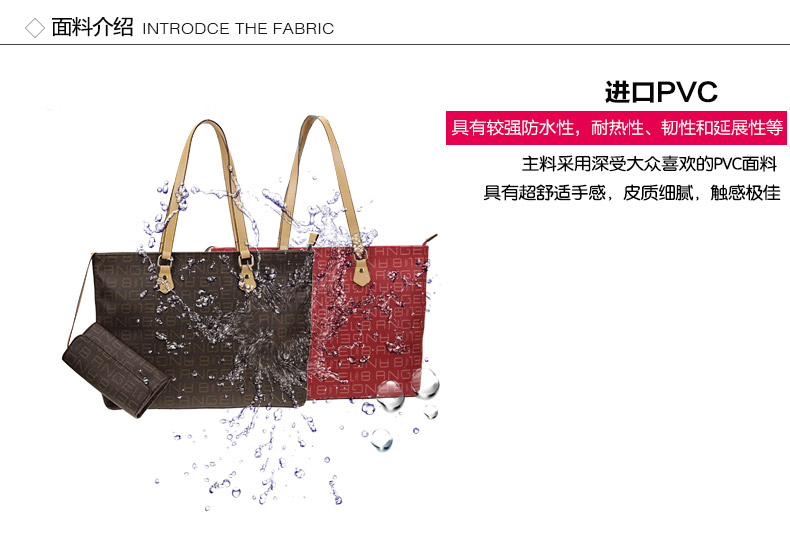 面料介绍 INTRODCE THE FABRIC
进口PVC
具有较强防水性，耐热性、韧性和延展性等
主料采用深受大众喜欢的PVC面料
具有超舒适手感，皮质细腻，触感极佳